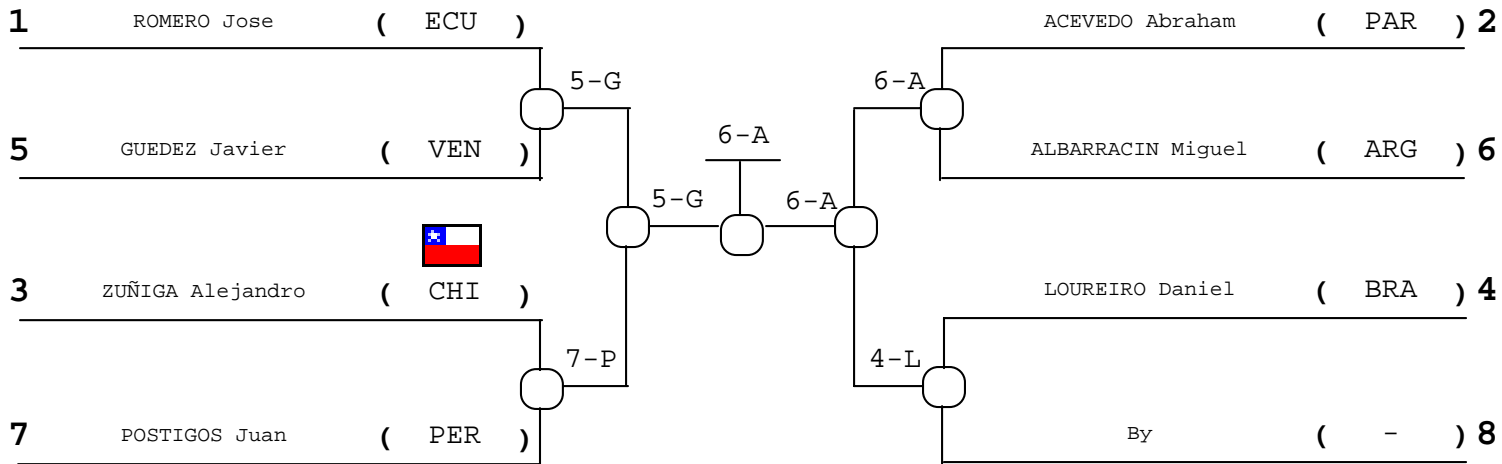 1 ROMERO Jose ( ECU ) ACEVEDO Abraham ( PAR ) 2
5-G 6-A
6-A
5 GUEDEZ Javier ( VEN ) ALBARRACIN Miguel ( ARG ) 6
5-G 6-A
3 ZUÑIGA Alejandro ( CHI ) LOUREIRO Daniel ( BRA ) 4
7-P 4-L
7 POSTIGOS Juan ( PER ) By ( - ) 8